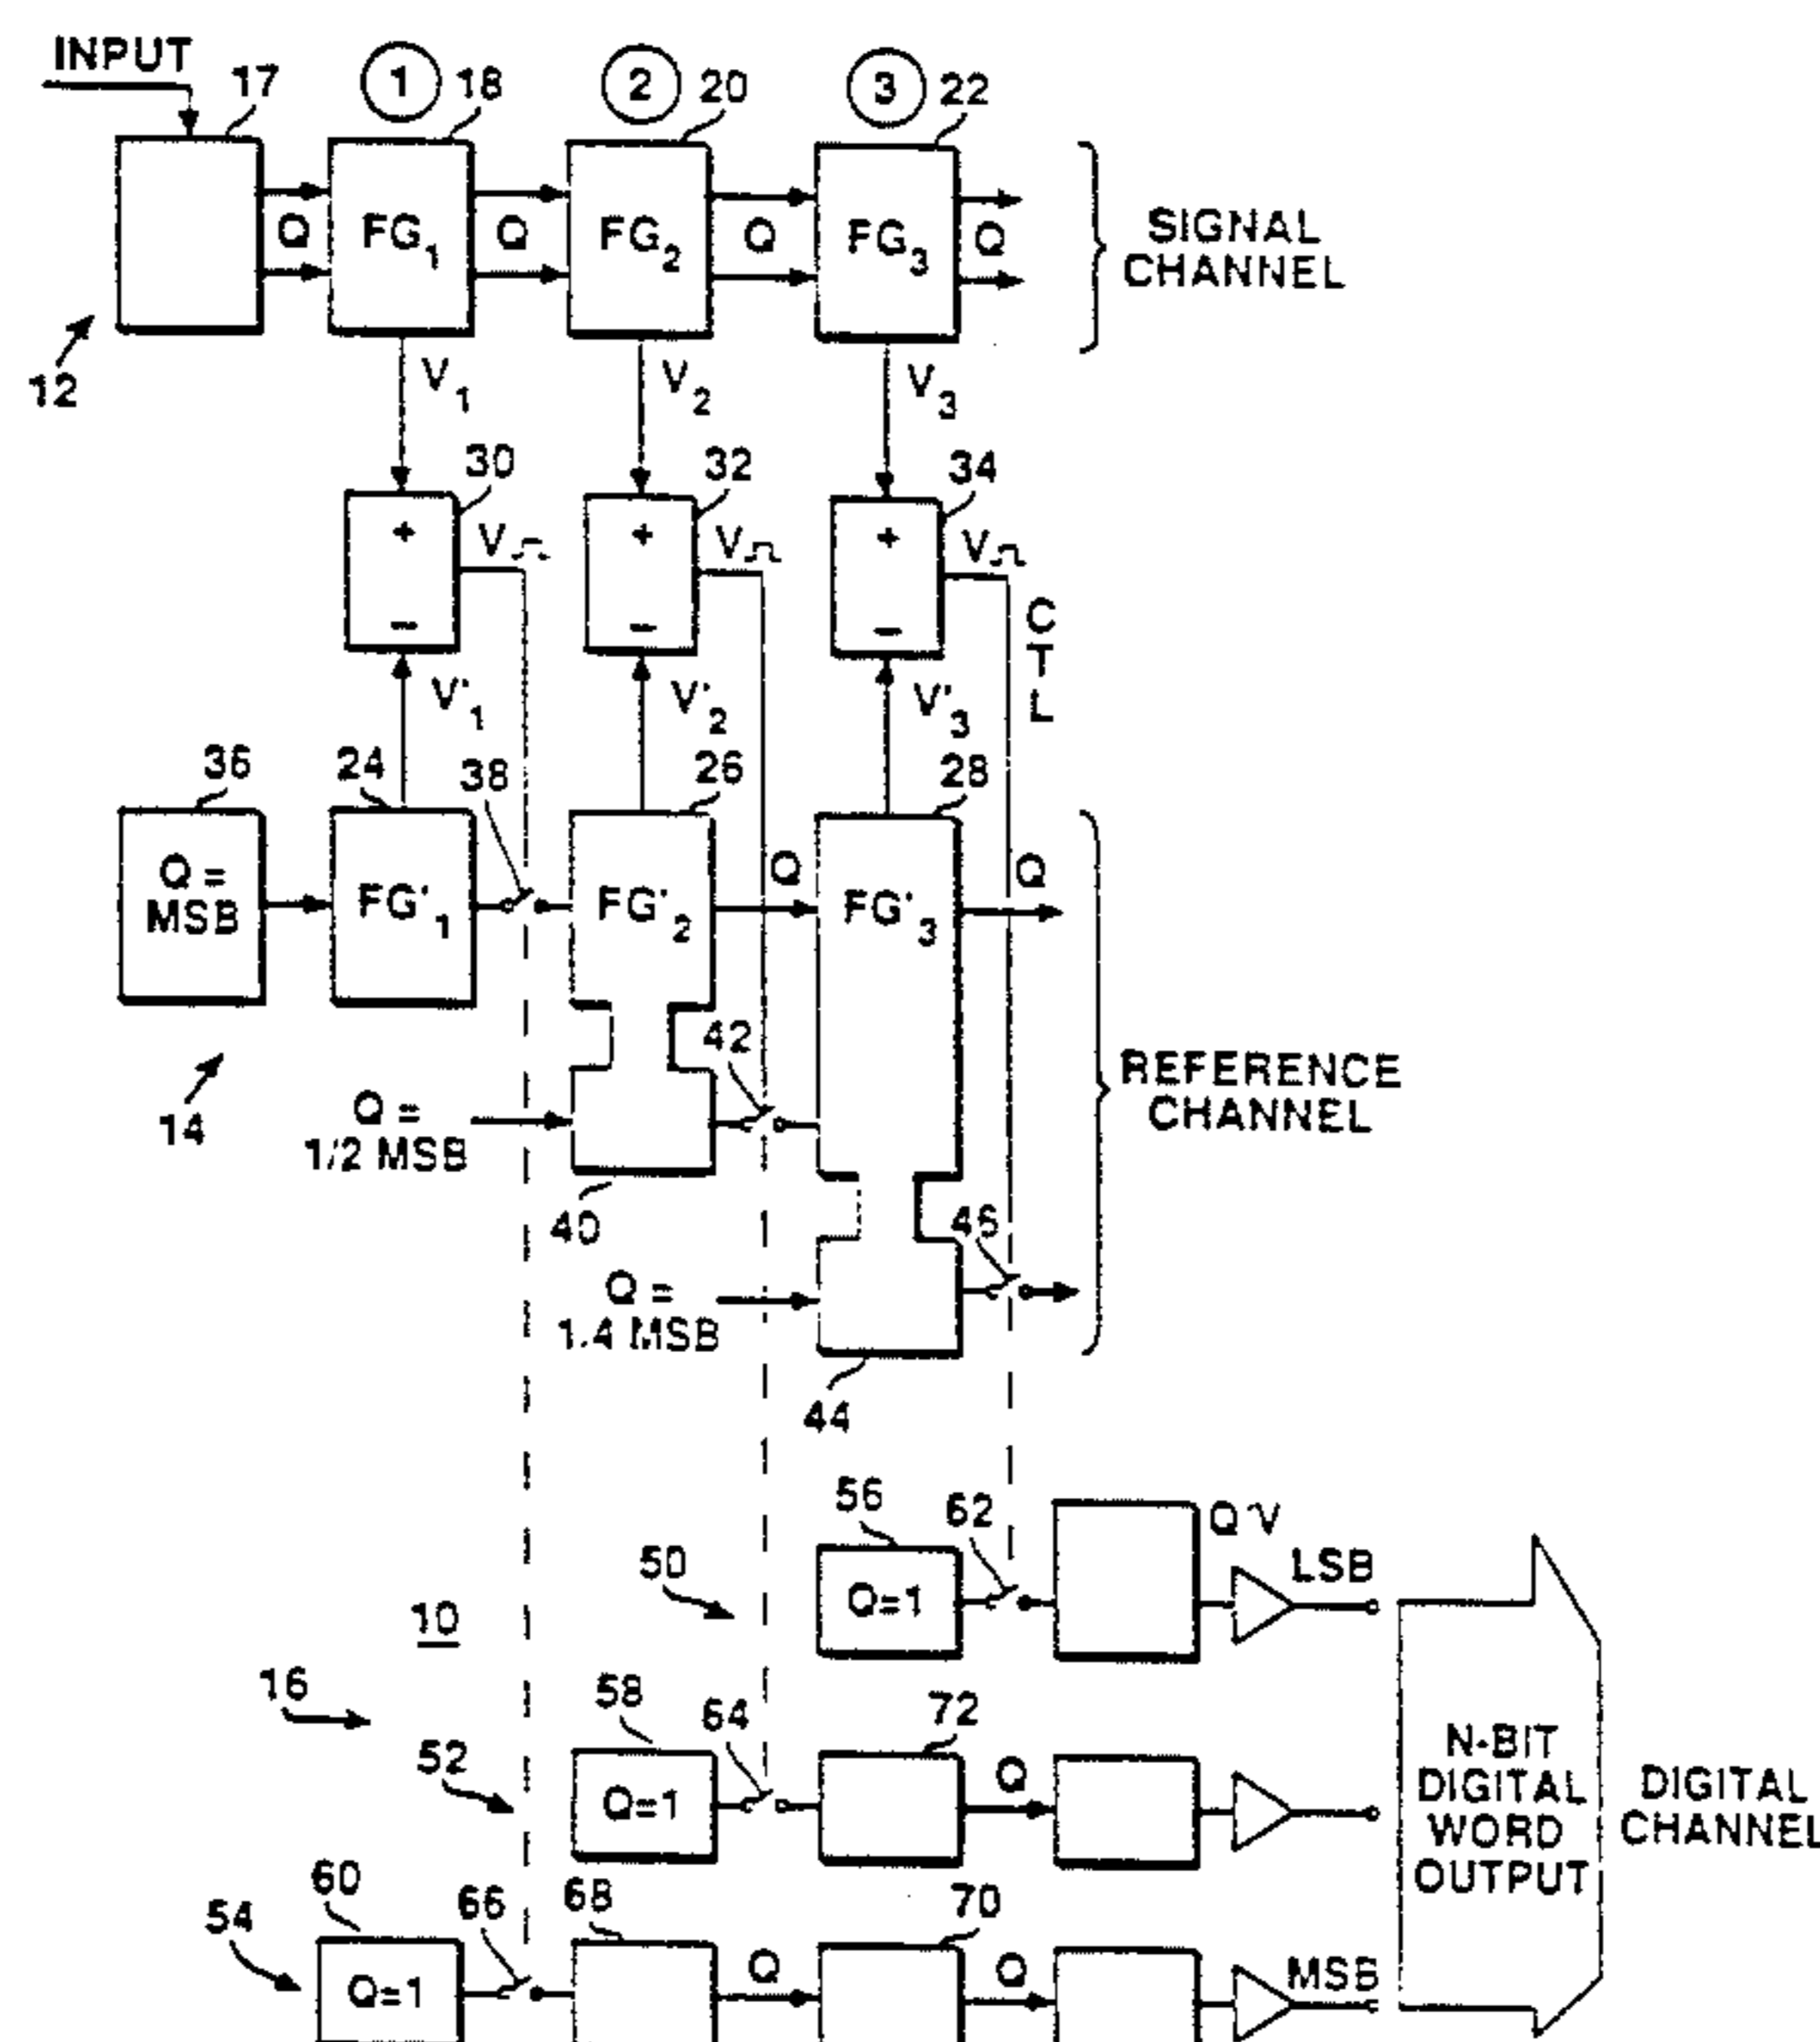 INPUT
17
1
18
2
20
3
22
Q
FG1
Q
FG2
Q
FG3
Q
SIGNAL
CHANNEL
12
V1
V2
V3
30
32
34
+
V
+
V
+
V
−
−
−
CTL
V'1
V'2
V'3
36
24
38
26
28
Q =
MSB
FG'1
FG'2
Q
FG'3
Q
42
14
Q =
1/2 MSB
REFERENCE
CHANNEL
40
46
Q =
1/4 MSB
44
56
62
50
Q=1
Q V
LSB
10
16
58
64
72
52
Q=1
Q
N-BIT
DIGITAL
WORD
OUTPUT
DIGITAL
CHANNEL
60
54
66
68
70
Q=1
Q
Q
MSB